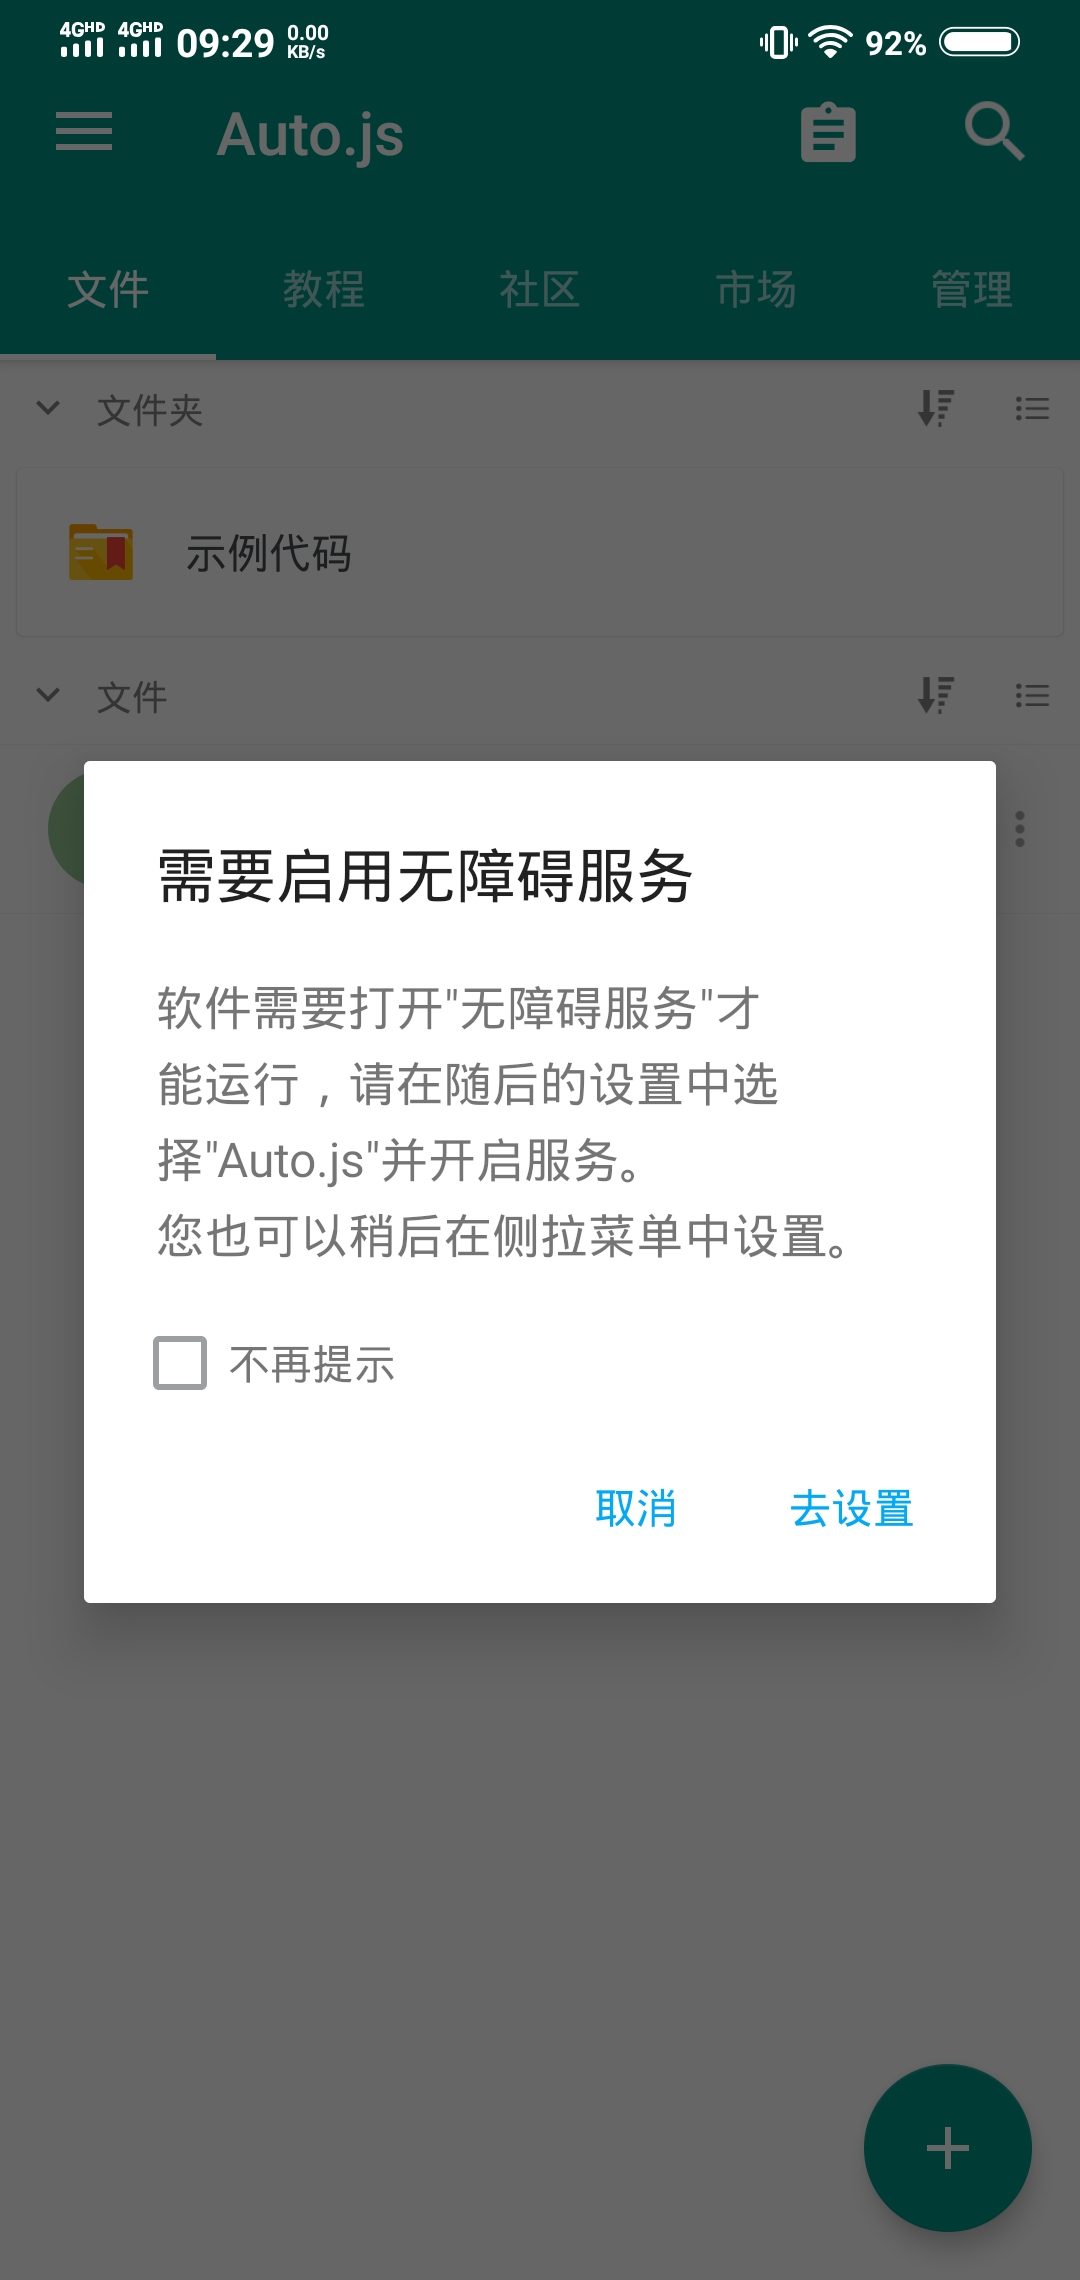 4GHD 4GHD 09:29 0.00 KB/s 92%
Auto.js
文件 教程 社区 市场 管理
文件夹
示例代码
文件
需要启用无障碍服务
软件需要打开"无障碍服务"才
能运行，请在随后的设置中选
择"Auto.js"并开启服务。
您也可以稍后在侧拉菜单中设置。
不再提示
取消 去设置